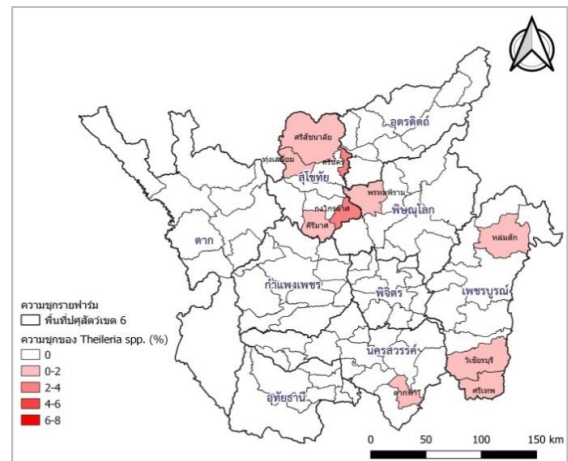 อุตรดิตถ์
ศรีสัชนาลัย
ทุ่งเสลี่ยม
ศรีนคร
สุโขทัย
พรหมพิราม
กงไกรลาศ
พิษณุโลก
คีรีมาศ
หล่มสัก
ตาก
กำแพงเพชร
พิจิตร
เพชรบูรณ์
นครสวรรค์
วิเชียรบุรี
ศรีเทพ
ตากฟ้า
อุทัยธานี
ความชุกรายฟาร์ม
พื้นที่ปศุสัตว์เขต 6
ความชุกของ Theileria spp. (%)
0
0-2
2-4
4-6
6-8
0 50 100 150 km